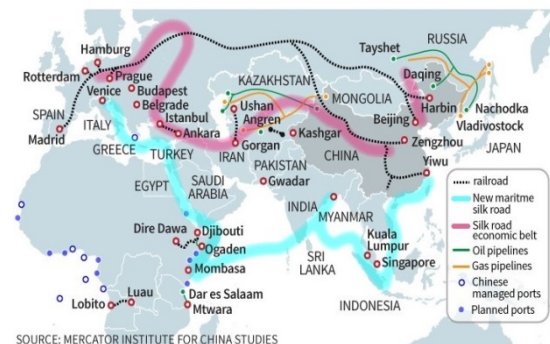 Hamburg
Rotterdam
Prague
Venice
Budapest
Belgrade
SPAIN
Madrid
ITALY
GREECE
Istanbul
Ankara
TURKEY
EGYPT
SAUDI
ARABIA
KAZAKHSTAN
Ushan
Angren
Gorgan
IRAN
Kashgar
PAKISTAN
Gwadar
MONGOLIA
CHINA
Tayshet
RUSSIA
Daqing
Harbin
Beijing
Nachodka
Vladivostock
JAPAN
Zengzhou
Yiwu
INDIA
MYANMAR
SRI
LANKA
Kuala
Lumpur
Singapore
INDONESIA
Dire Dawa
Djibouti
Ogaden
Mombasa
Dar es Salaam
Mtwara
Luau
Lobito
railroad
New maritme
silk road
Silk road
economic belt
Oil pipelines
Gas pipelines
Chinese
managed ports
Planned ports
SOURCE: MERCATOR INSTITUTE FOR CHINA STUDIES